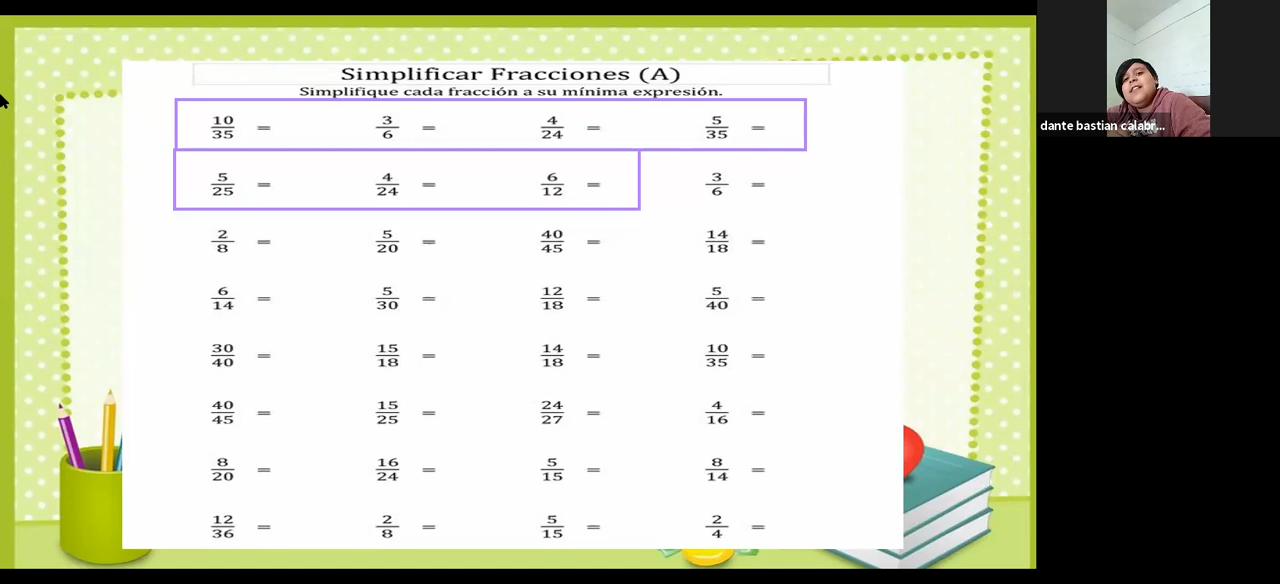 Simplificar Fracciones (A)
Simplifique cada fracción a su mínima expresión.
dante bastian calabr...
10/35 = 3/6 = 4/24 = 5/35 =
5/25 = 4/24 = 6/12 = 3/6 =
2/8 = 5/20 = 40/45 = 14/18 =
6/14 = 5/30 = 12/18 = 5/40 =
30/40 = 15/18 = 14/18 = 10/35 =
40/45 = 15/25 = 24/27 = 4/16 =
8/20 = 16/24 = 5/15 = 8/14 =
12/36 = 2/8 = 5/15 = 2/4 =